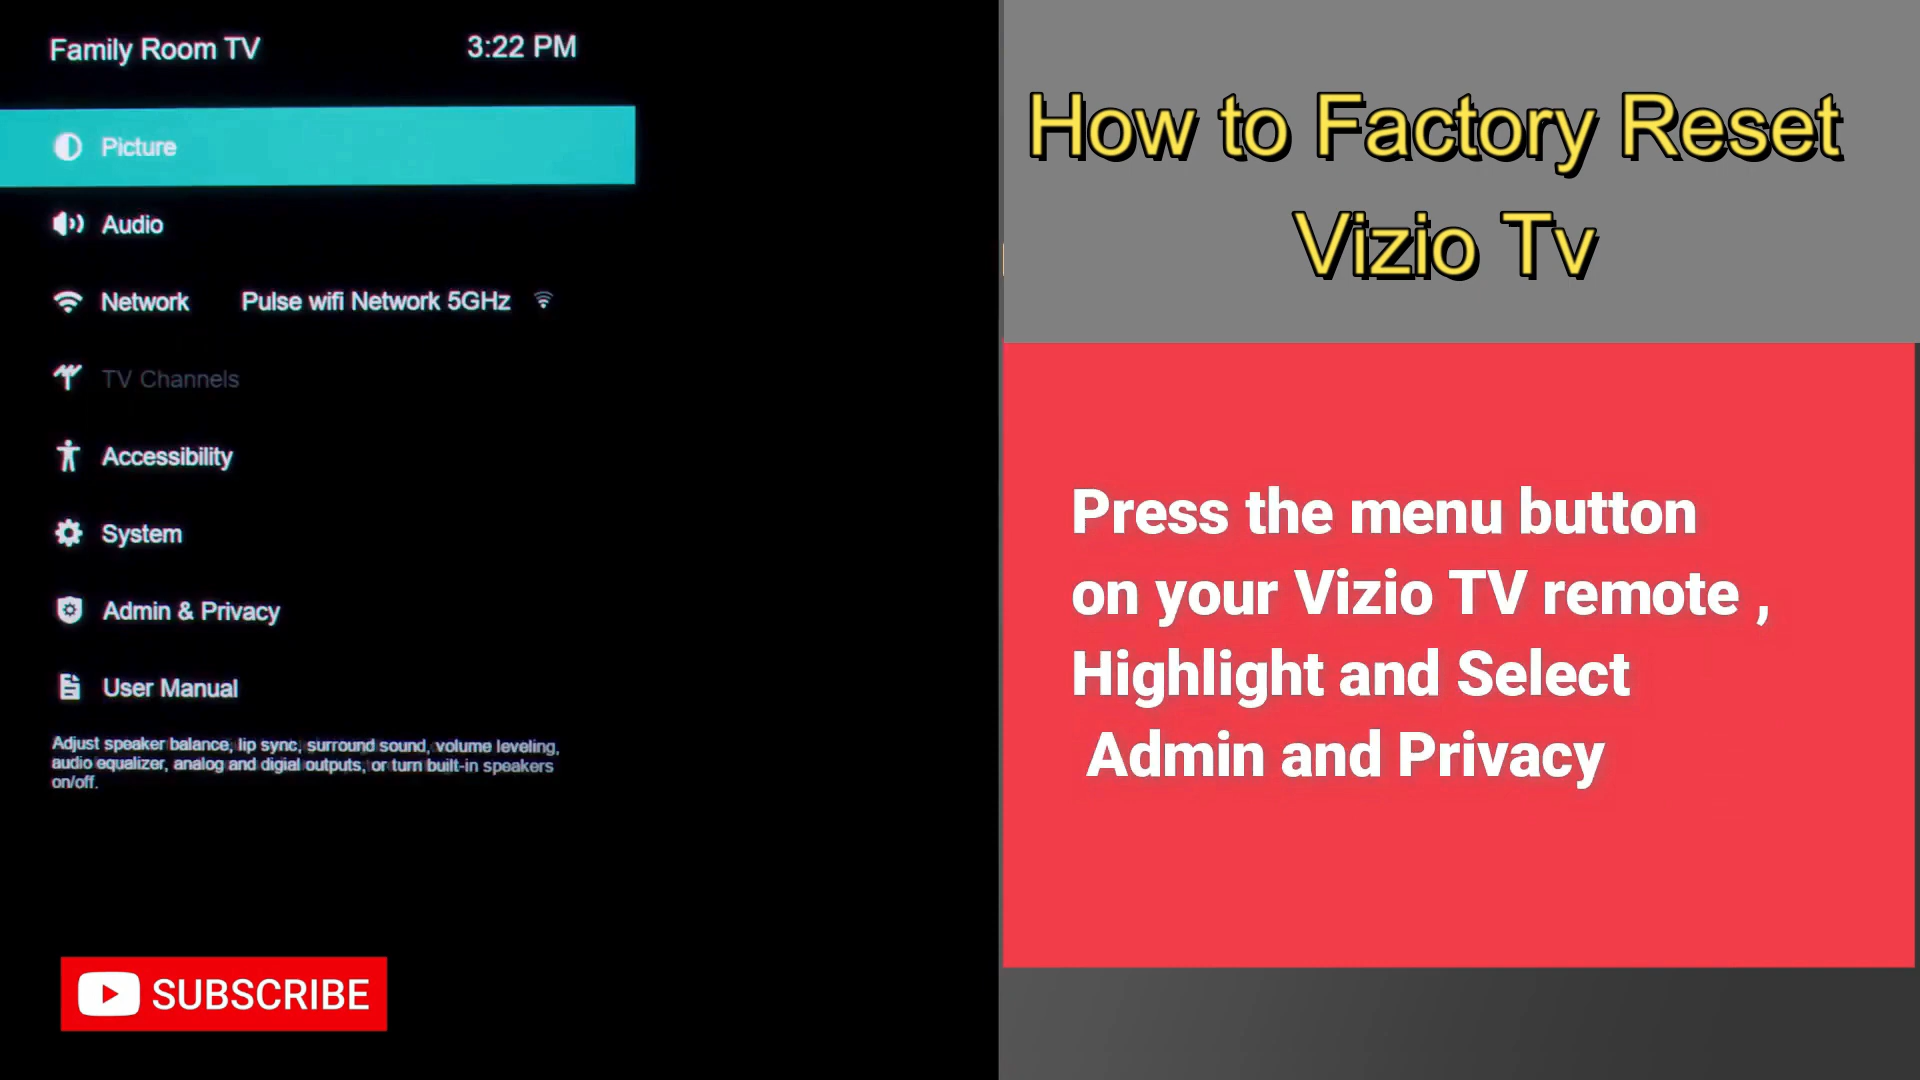 Family Room TV 3:22 PM
Picture
Audio
Network Pulse wifi Network 5GHz
TV Channels
Accessibility
System
Admin & Privacy
User Manual
Adjust speaker balance, lip sync, surround sound, volume leveling,
audio equalizer, analog and digial outputs, or turn built-in speakers
on/off.
SUBSCRIBE
How to Factory Reset
Vizio Tv
Press the menu button
on your Vizio TV remote ,
Highlight and Select
Admin and Privacy